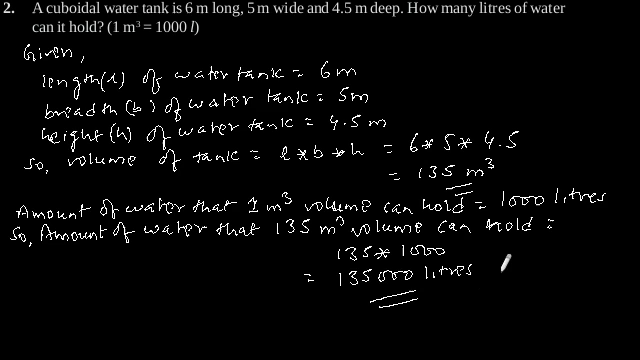 2. A cuboidal water tank is 6 m long, 5 m wide and 4.5 m deep. How many litres of water
can it hold? (1 m³ = 1000 l)
Given,
length(l) of water tank = 6m
breadth(b) of water tank = 5m
height(h) of water tank = 4.5 m
So, volume of tank = l*b*h = 6*5*4.5
= 135 m³
Amount of water that 1 m³ volume can hold = 1000 litres
So, Amount of water that 135 m³ volume can hold =
135*1000
= 135000 litres